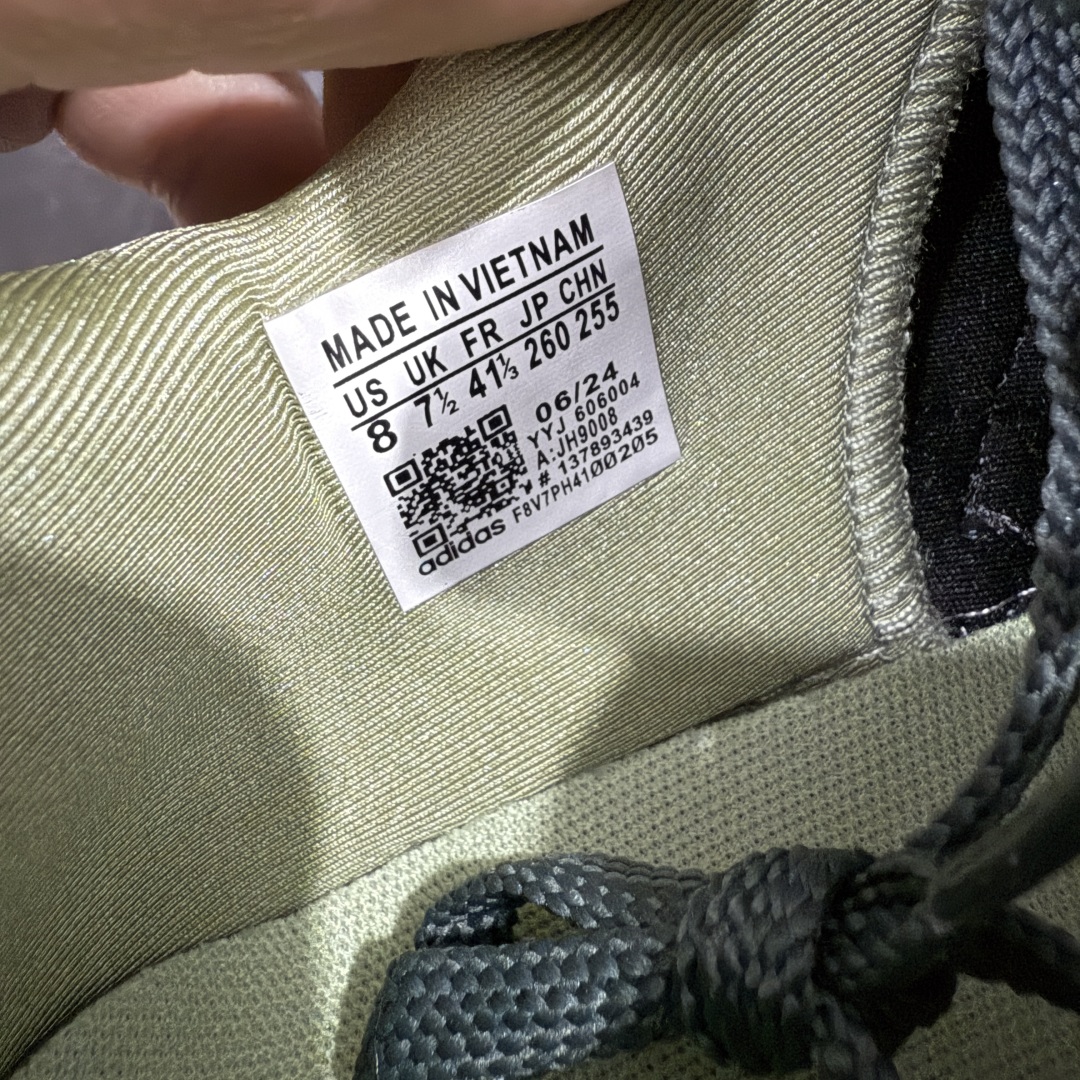 MADE IN VIETNAM
US UK FR JP CHN
8 7½ 41⅓ 260 255
06/24
YYJ 606004
A:JH9008
# 137893439
adidas F8V7PH4100205